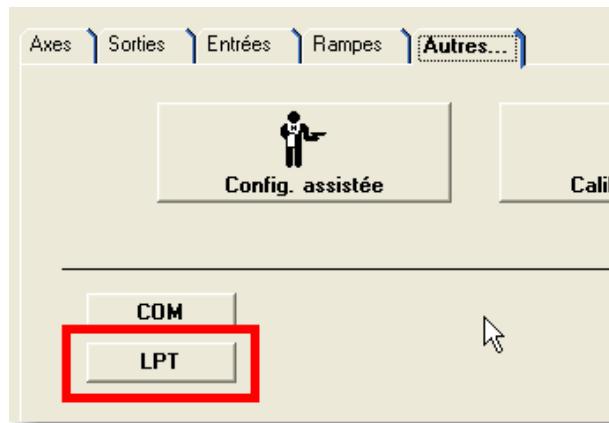 Axes Sorties Entrées Rampes Autres...
Config. assistée
COM
LPT